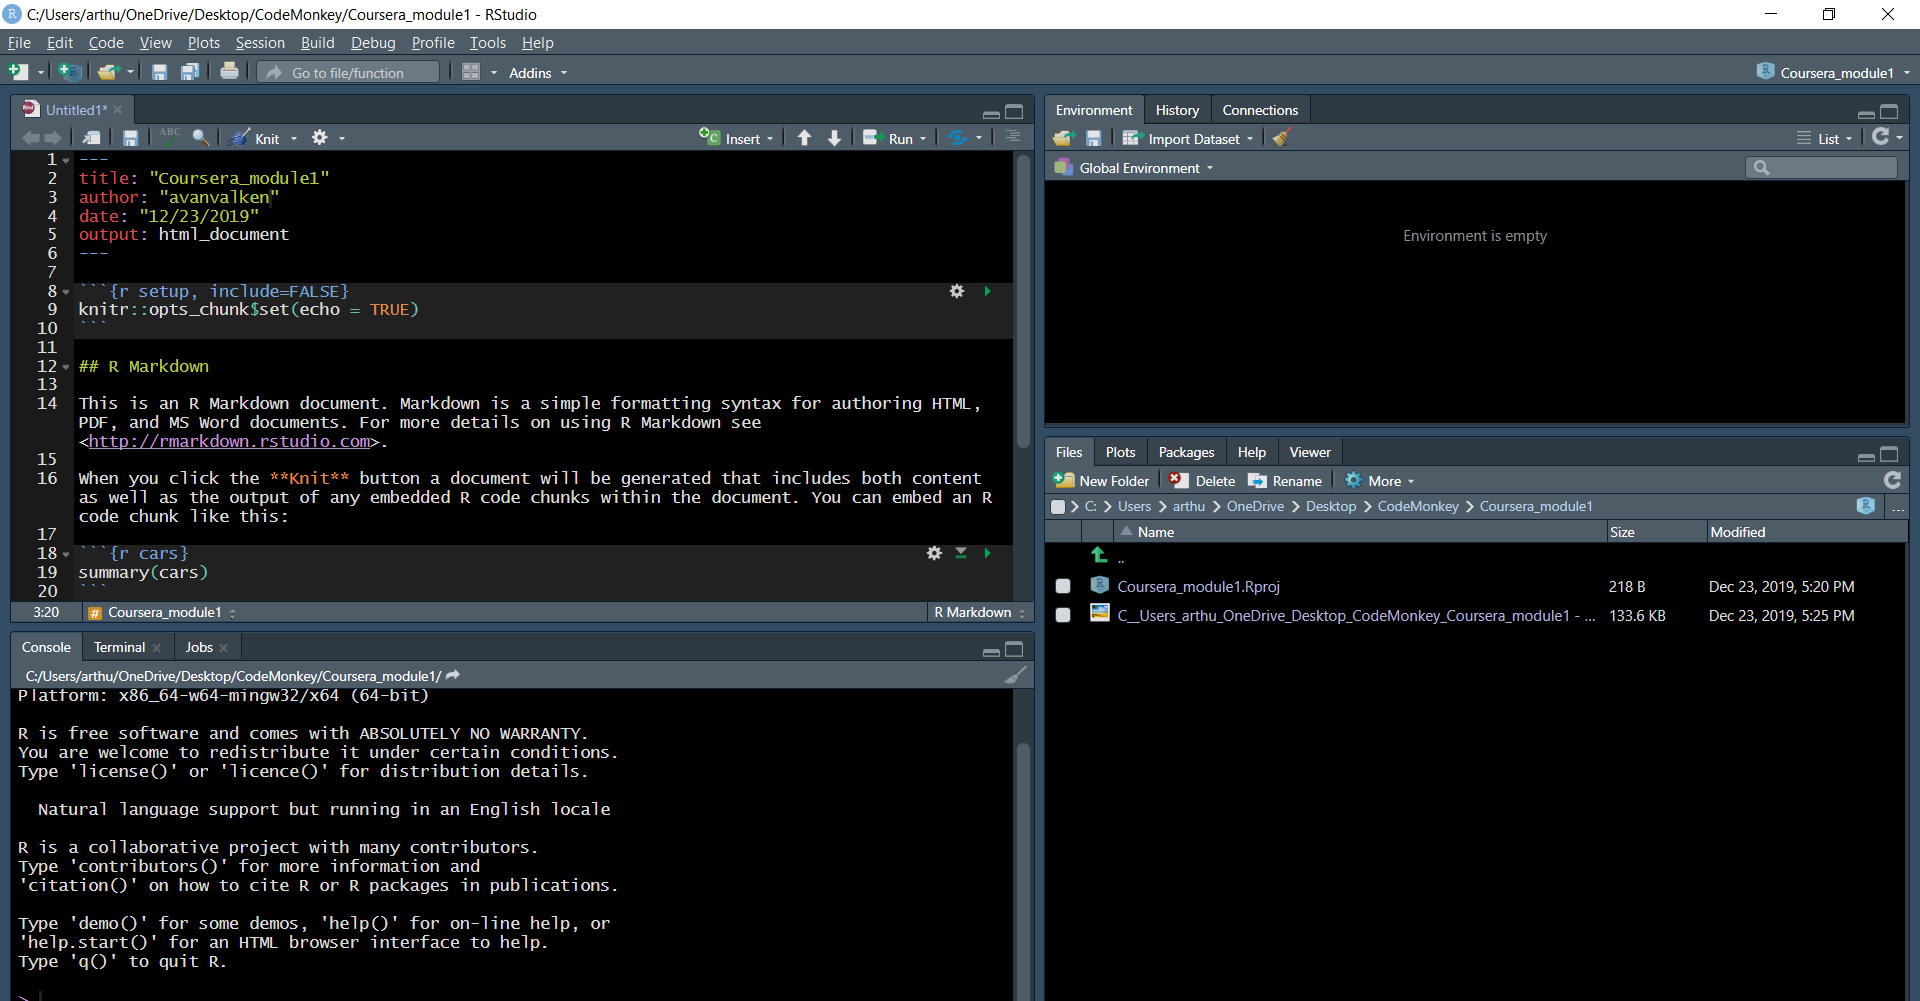 C:/Users/arthu/OneDrive/Desktop/CodeMonkey/Coursera_module1 - RStudio
File Edit Code View Plots Session Build Debug Profile Tools Help
Go to file/function Addins Coursera_module1
Untitled1*
ABC Knit Insert Run
1 ---
2 title: "Coursera_module1"
3 author: "avanvalken"
4 date: "12/23/2019"
5 output: html_document
6 ---
7
8 ```{r setup, include=FALSE}
9 knitr::opts_chunk$set(echo = TRUE)
10 ```
11
12 ## R Markdown
13
14 This is an R Markdown document. Markdown is a simple formatting syntax for authoring HTML,
PDF, and MS Word documents. For more details on using R Markdown see
<http://rmarkdown.rstudio.com>.
15
16 When you click the **Knit** button a document will be generated that includes both content
as well as the output of any embedded R code chunks within the document. You can embed an R
code chunk like this:
17
18 ```{r cars}
19 summary(cars)
20 ```
3:20 # Coursera_module1 R Markdown
Console Terminal Jobs
C:/Users/arthu/OneDrive/Desktop/CodeMonkey/Coursera_module1/
Platform: x86_64-w64-mingw32/x64 (64-bit)
R is free software and comes with ABSOLUTELY NO WARRANTY.
You are welcome to redistribute it under certain conditions.
Type 'license()' or 'licence()' for distribution details.
Natural language support but running in an English locale
R is a collaborative project with many contributors.
Type 'contributors()' for more information and
'citation()' on how to cite R or R packages in publications.
Type 'demo()' for some demos, 'help()' for on-line help, or
'help.start()' for an HTML browser interface to help.
Type 'q()' to quit R.
>
Environment History Connections
Import Dataset List
Global Environment
Environment is empty
Files Plots Packages Help Viewer
New Folder Delete Rename More
C: > Users > arthu > OneDrive > Desktop > CodeMonkey > Coursera_module1 ...
Name Size Modified
..
Coursera_module1.Rproj 218 B Dec 23, 2019, 5:20 PM
C__Users_arthu_OneDrive_Desktop_CodeMonkey_Coursera_module1 - ... 133.6 KB Dec 23, 2019, 5:25 PM